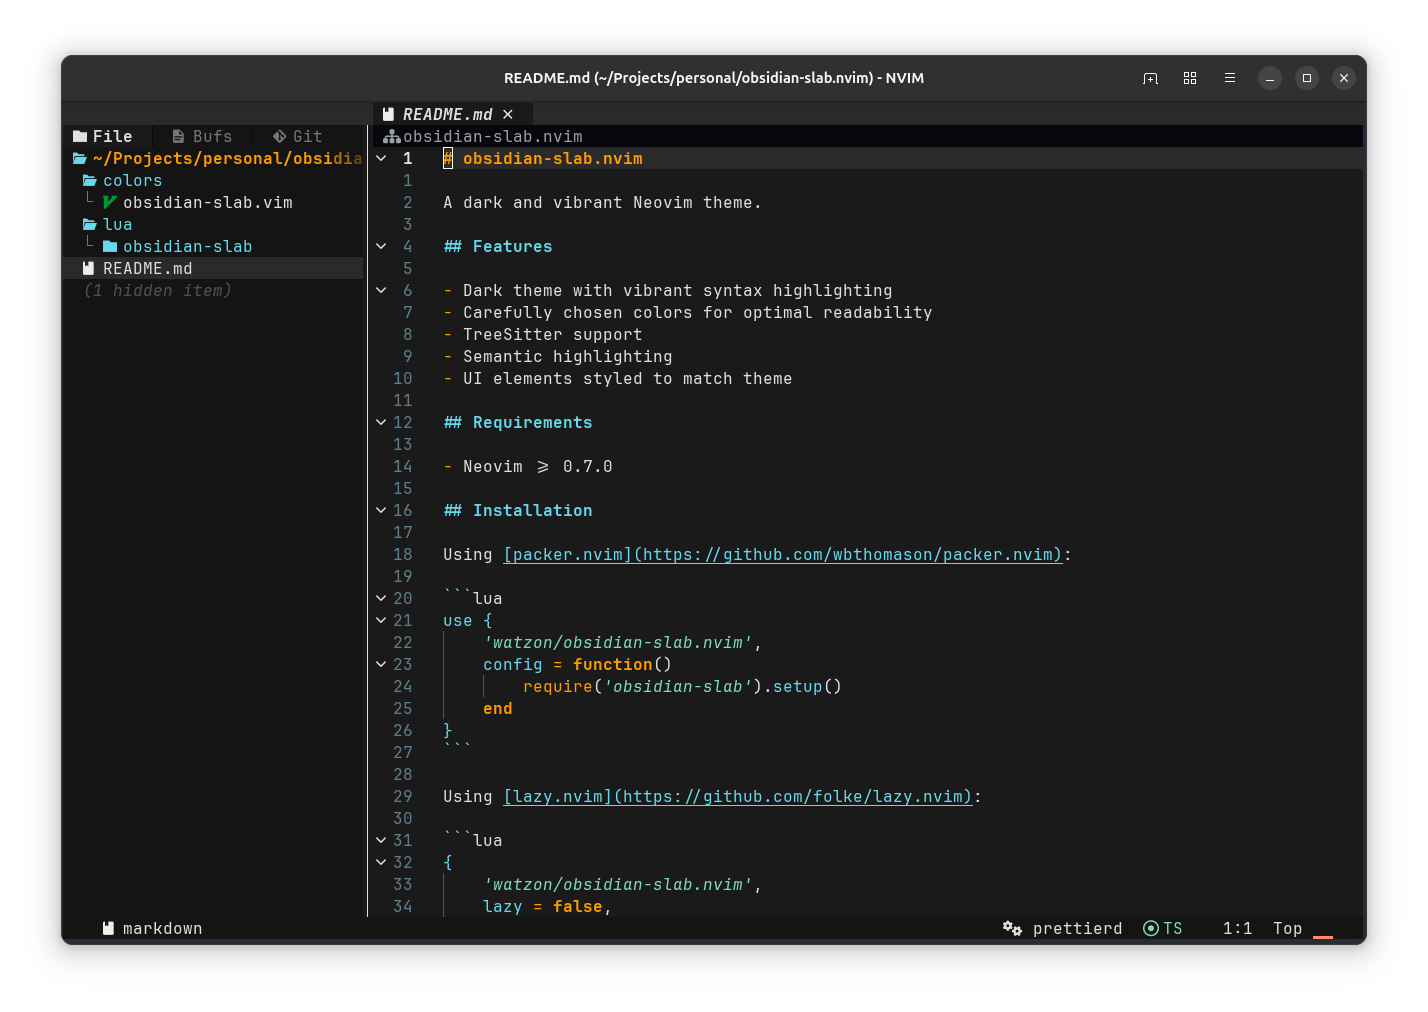 README.md (~/Projects/personal/obsidian-slab.nvim) - NVIM
README.md ×
File Bufs Git
~/Projects/personal/obsidia
colors
obsidian-slab.vim
lua
obsidian-slab
README.md
(1 hidden item)
obsidian-slab.nvim
1 # obsidian-slab.nvim
1
2 A dark and vibrant Neovim theme.
3
4 ## Features
5
6 - Dark theme with vibrant syntax highlighting
7 - Carefully chosen colors for optimal readability
8 - TreeSitter support
9 - Semantic highlighting
10 - UI elements styled to match theme
11
12 ## Requirements
13
14 - Neovim ⩾ 0.7.0
15
16 ## Installation
17
18 Using [packer.nvim](https://github.com/wbthomason/packer.nvim):
19
20 ```lua
21 use {
22 'watzon/obsidian-slab.nvim',
23 config = function()
24 require('obsidian-slab').setup()
25 end
26 }
27 ```
28
29 Using [lazy.nvim](https://github.com/folke/lazy.nvim):
30
31 ```lua
32 {
33 'watzon/obsidian-slab.nvim',
34 lazy = false,
markdown prettierd TS 1:1 Top